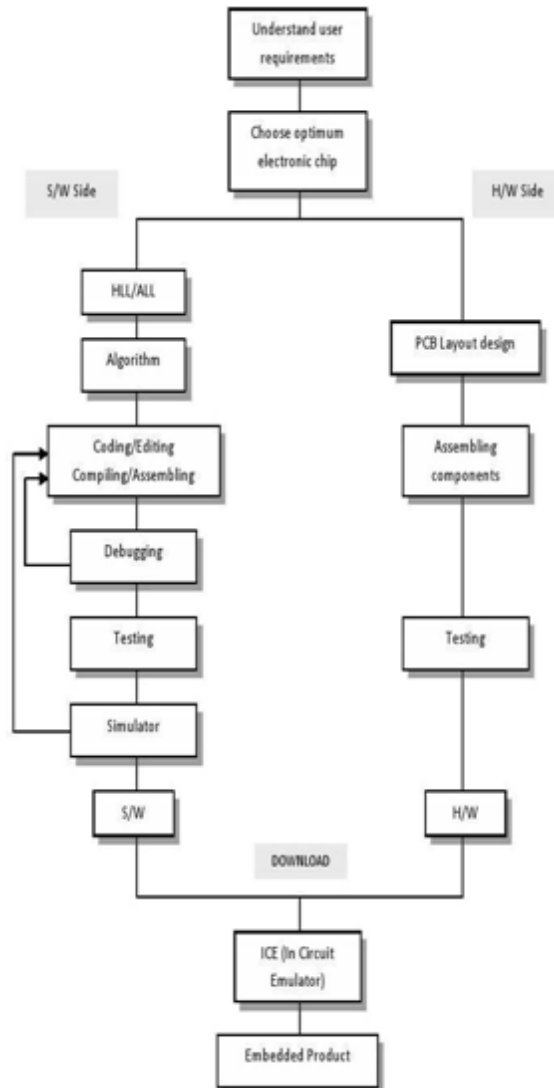 Understand user
requirements
Choose optimum
electronic chip
S/W Side
H/W Side
HLL/ALL
PCB Layout design
Algorithm
Coding/Editing
Compiling/Assembling
Assembling
components
Debugging
Testing
Testing
Simulator
S/W
H/W
DOWNLOAD
ICE (In Circuit
Emulator)
Embedded Product